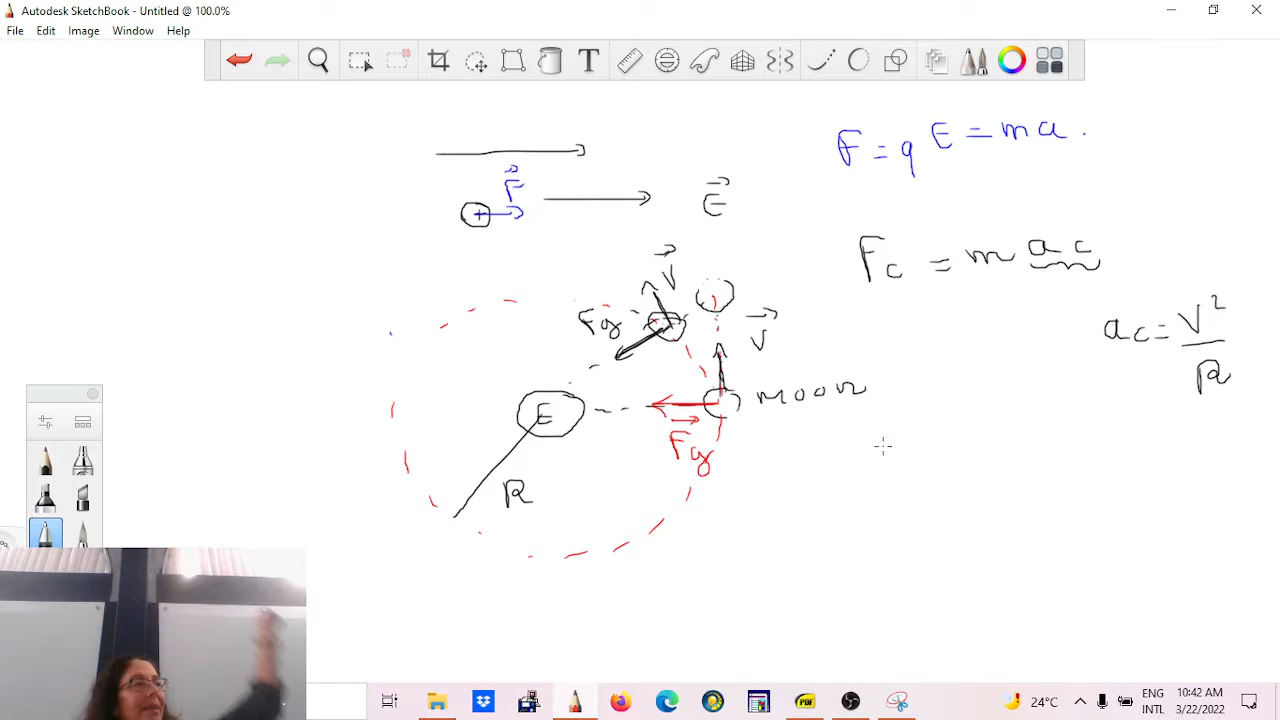 Autodesk SketchBook - Untitled @ 100.0%
File Edit Image Window Help
T
F = q E = ma.
F
+
E
Fc = m ac
V
Fg
V
ac = V²/R
E
moon
Fg
R
PDF
24°C
ENG
INTL
10:42 AM
3/22/2022